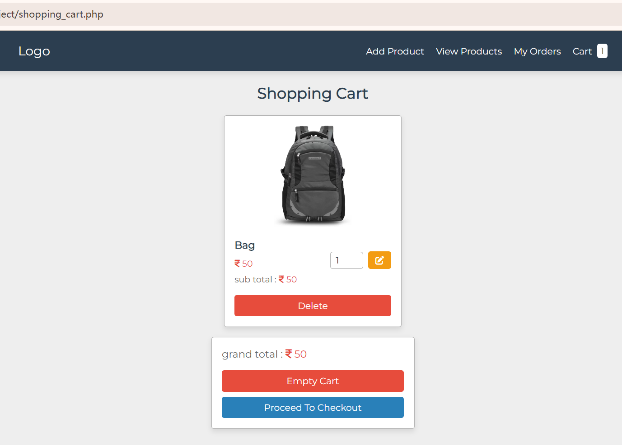 ject/shopping_cart.php
Logo
Add Product View Products My Orders Cart 1
Shopping Cart
Bag
₹ 50
1
sub total : ₹ 50
Delete
grand total : ₹ 50
Empty Cart
Proceed To Checkout